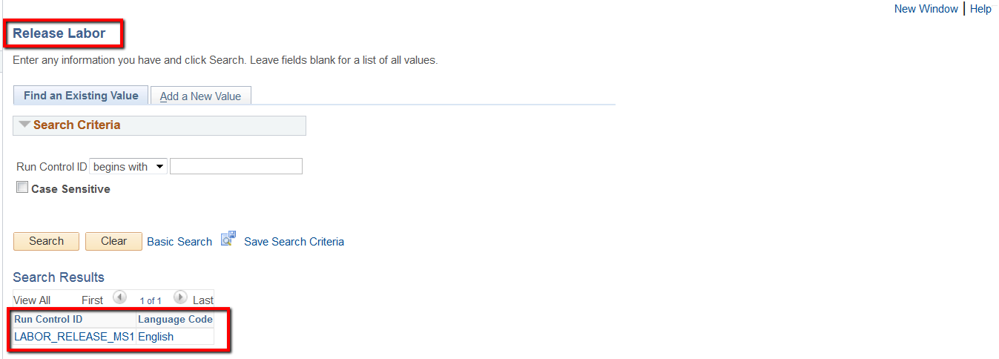 New Window | Help
Release Labor
Enter any information you have and click Search. Leave fields blank for a list of all values.
Find an Existing Value Add a New Value
Search Criteria
Run Control ID begins with
Case Sensitive
Search Clear Basic Search Save Search Criteria
Search Results
View All First 1 of 1 Last
Run Control ID Language Code
LABOR_RELEASE_MS1 English